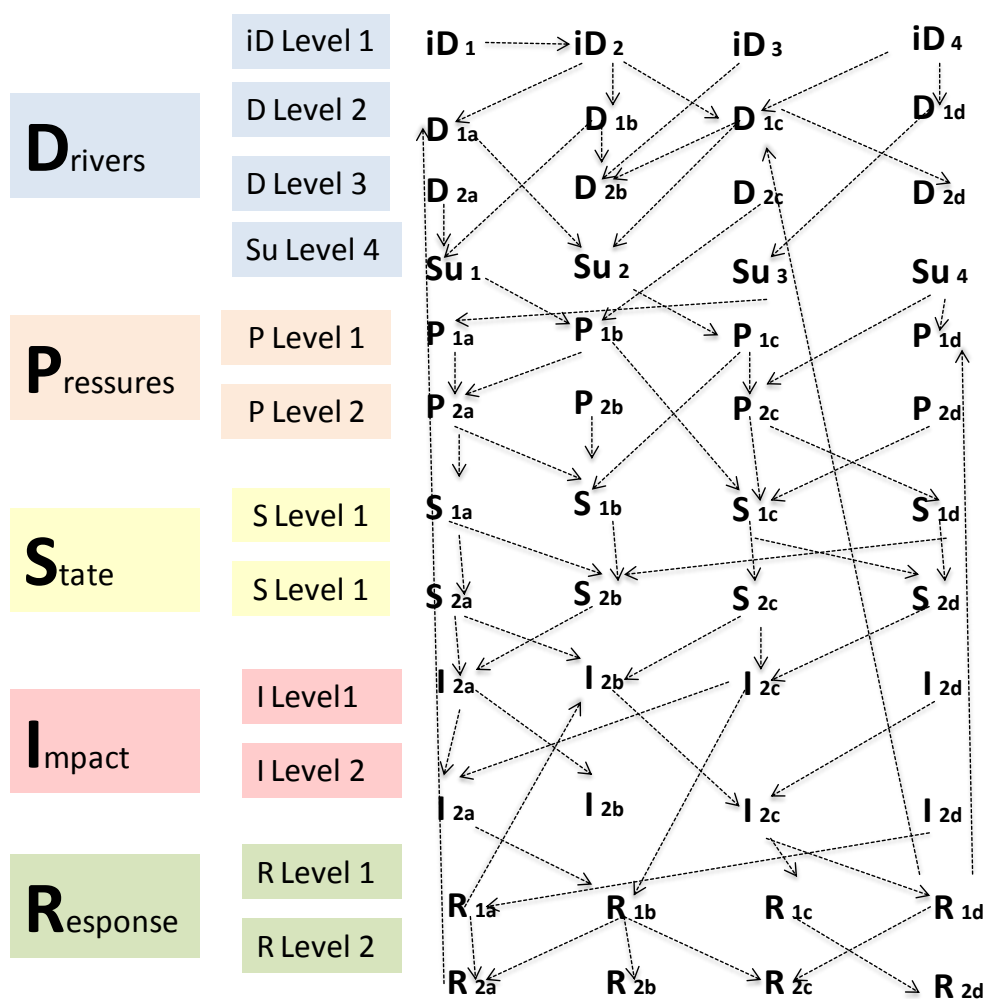 iD Level 1 iD 1 iD 2 iD 3 iD 4
D Level 2 D 1a D 1b D 1c D 1d
Drivers
D Level 3 D 2a D 2b D 2c D 2d
Su Level 4 Su 1 Su 2 Su 3 Su 4
P Level 1 P 1a P 1b P 1c P 1d
Pressures
P Level 2 P 2a P 2b P 2c P 2d
S Level 1 S 1a S 1b S 1c S 1d
State
S Level 1 S 2a S 2b S 2c S 2d
I Level1 I 2a I 2b I 2c I 2d
Impact
I Level 2 I 2a I 2b I 2c I 2d
R Level 1 R 1a R 1b R 1c R 1d
Response
R Level 2 R 2a R 2b R 2c R 2d